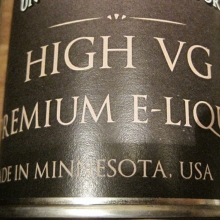 HIGH VG
REMIUM E-LIQU
DE IN MINNESOTA, USA